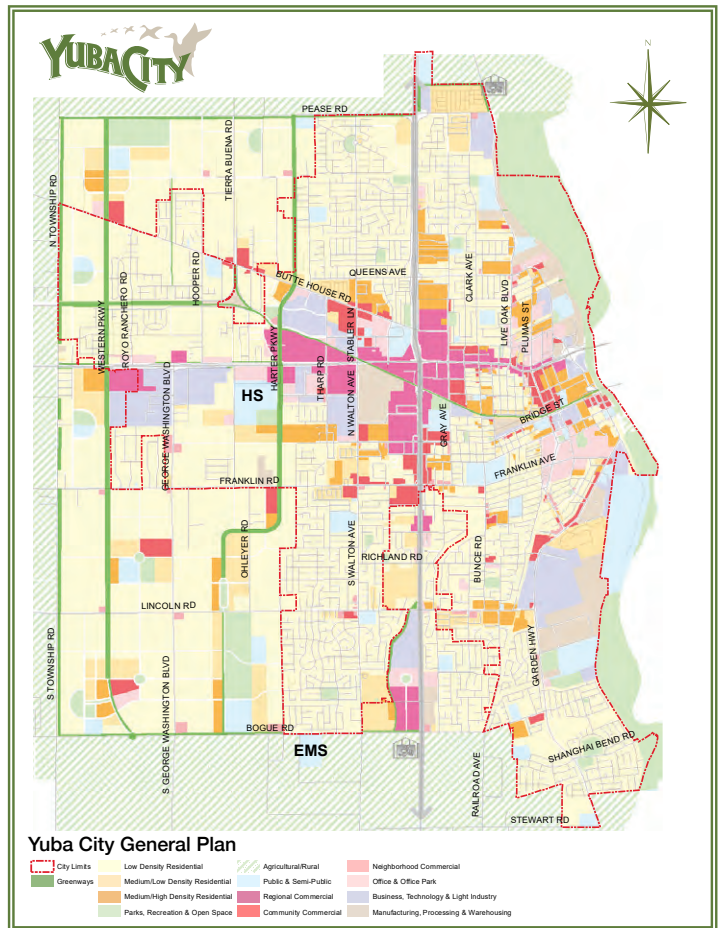 YUBA CITY
N
PEASE RD
N TOWNSHIP RD
TIERRA BUENA RD
HOOPER RD
WESTERN PKWY
ROYO RANCHERO RD
QUEENS AVE
BUTTE HOUSE RD
CLARK AVE
LIVE OAK BLVD
PLUMAS ST
STABLER LN
HARTER PKWY
THARP RD
N WALTON AVE
GEORGE WASHINGTON BLVD
HS
GRAY AVE
BRIDGE ST
FRANKLIN AVE
FRANKLIN RD
OHLEYER RD
S WALTON AVE
RICHLAND RD
BUNCE RD
LINCOLN RD
S TOWNSHIP RD
GARDEN HWY
S GEORGE WASHINGTON BLVD
BOGUE RD
EMS
SHANGHAI BEND RD
RAILROAD AVE
STEWART RD
Yuba City General Plan
City Limits
Greenways
Low Density Residential
Medium/Low Density Residential
Medium/High Density Residential
Parks, Recreation & Open Space
Agricultural/Rural
Public & Semi-Public
Regional Commercial
Community Commercial
Neighborhood Commercial
Office & Office Park
Business, Technology & Light Industry
Manufacturing, Processing & Warehousing